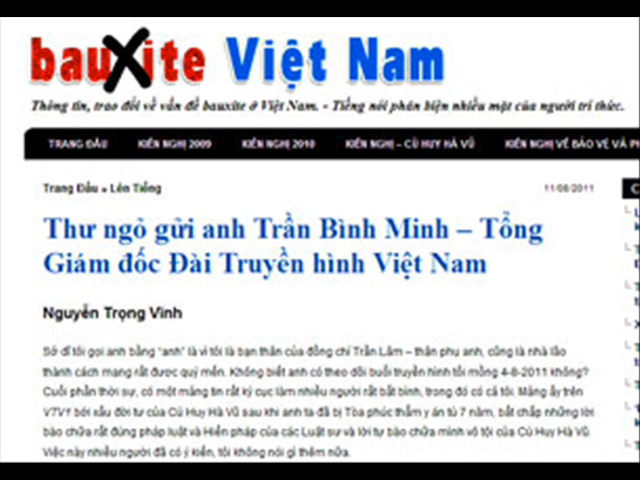 bauxite Việt Nam
Thông tin, trao đổi về vấn đề bauxite ở Việt Nam. - Tiếng nói phản biện nhiều mặt của người trí thức.
TRANG ĐẦU KIẾN NGHỊ 2009 KIẾN NGHỊ 2010 KIẾN NGHỊ – CÙ HUY HÀ VŨ KIẾN NGHỊ VỀ BẢO VỆ VÀ
Trang Đầu » Lên Tiếng 11/08/2011
Thư ngỏ gửi anh Trần Bình Minh – Tổng
Giám đốc Đài Truyền hình Việt Nam
Nguyễn Trọng Vĩnh
Sở dĩ tôi gọi anh bằng "anh" là vì tôi là bạn thân của đồng chí Trần Lâm – thân phụ anh, cũng là nhà lão
thành cách mạng rất được quý mến. Không biết anh có theo dõi buổi truyền hình tối mồng 4-8-2011 không?
Cuối phần thời sự, có một mảng tin rất kỳ cục làm nhiều người rất bất bình, trong đó có cả tôi. Mảng ấy trên
VTV1 bới xấu đời tư của Cù Huy Hà Vũ sau khi anh ta đã bị Tòa phúc thẩm y án tù 7 năm, bất chấp những lời
bào chữa rất đúng pháp luật và Hiến pháp của các Luật sư và lời tự bào chữa mình vô tội của Cù Huy Hà Vũ.
Việc này nhiều người đã có ý kiến, tôi không nói gì thêm nữa.